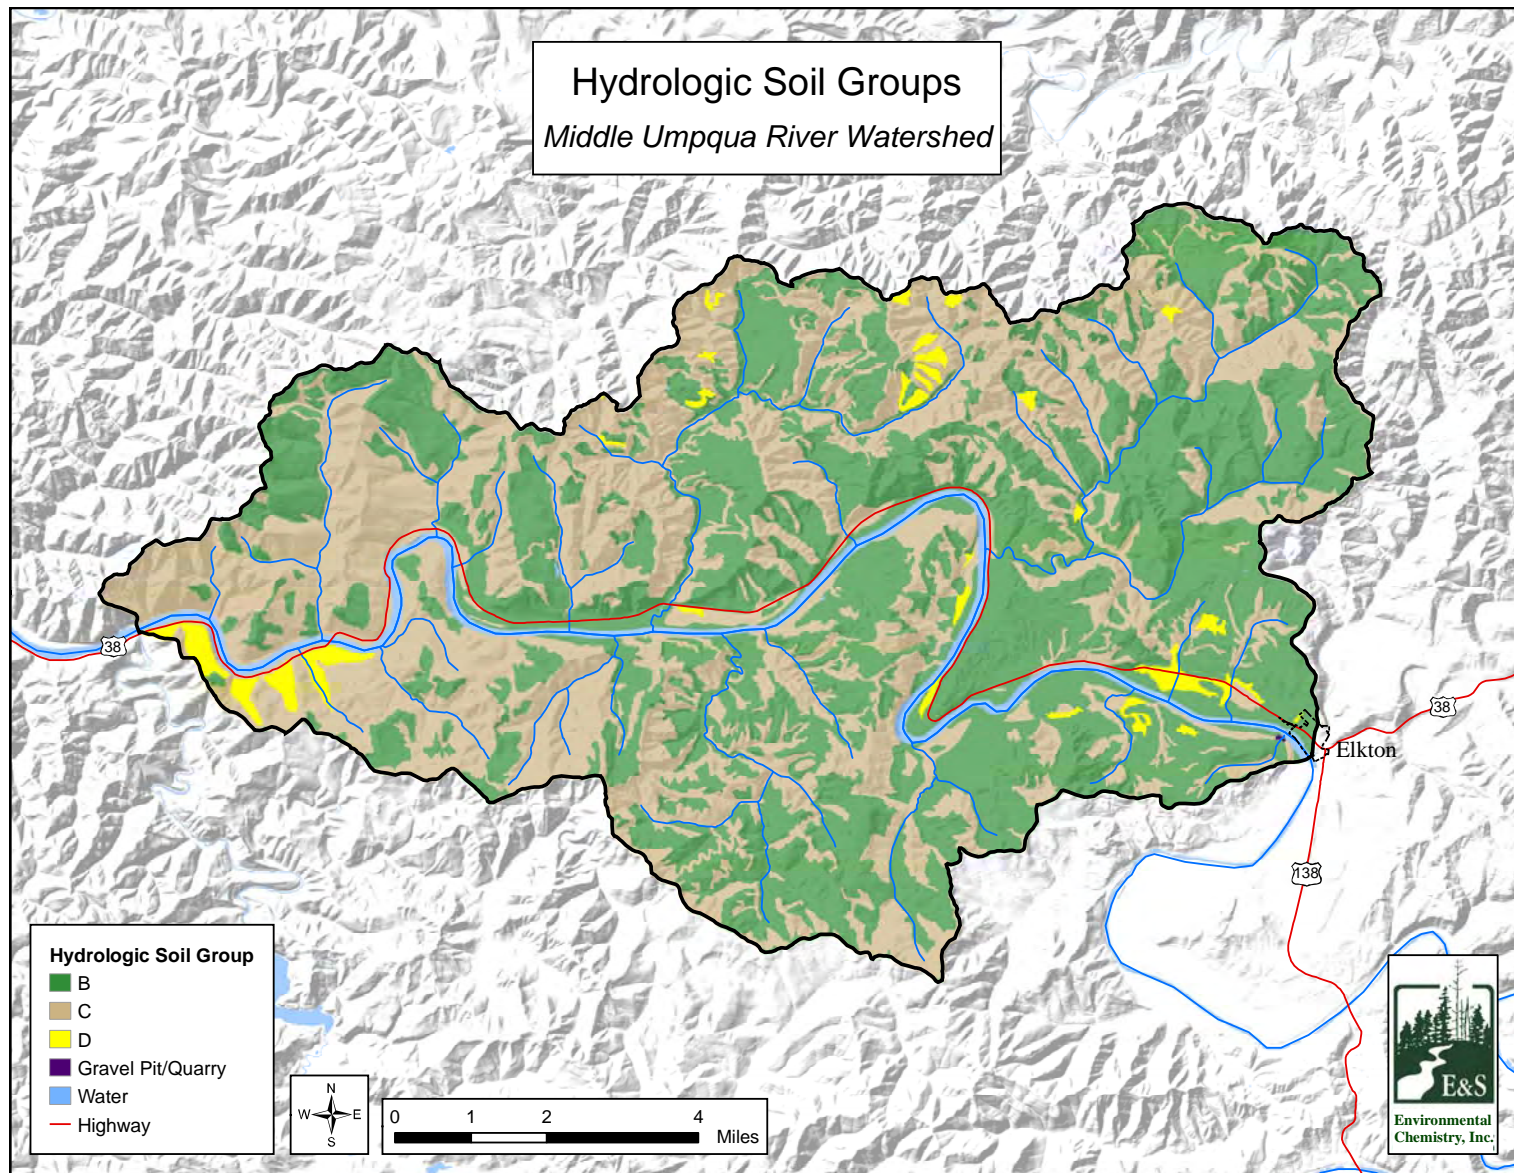 Hydrologic Soil Groups
Middle Umpqua River Watershed
38
38
Elkton
138
Hydrologic Soil Group
B
C
D
Gravel Pit/Quarry
Water
Highway
N
W E
S
0 1 2 4
Miles
E&S
Environmental
Chemistry, Inc.